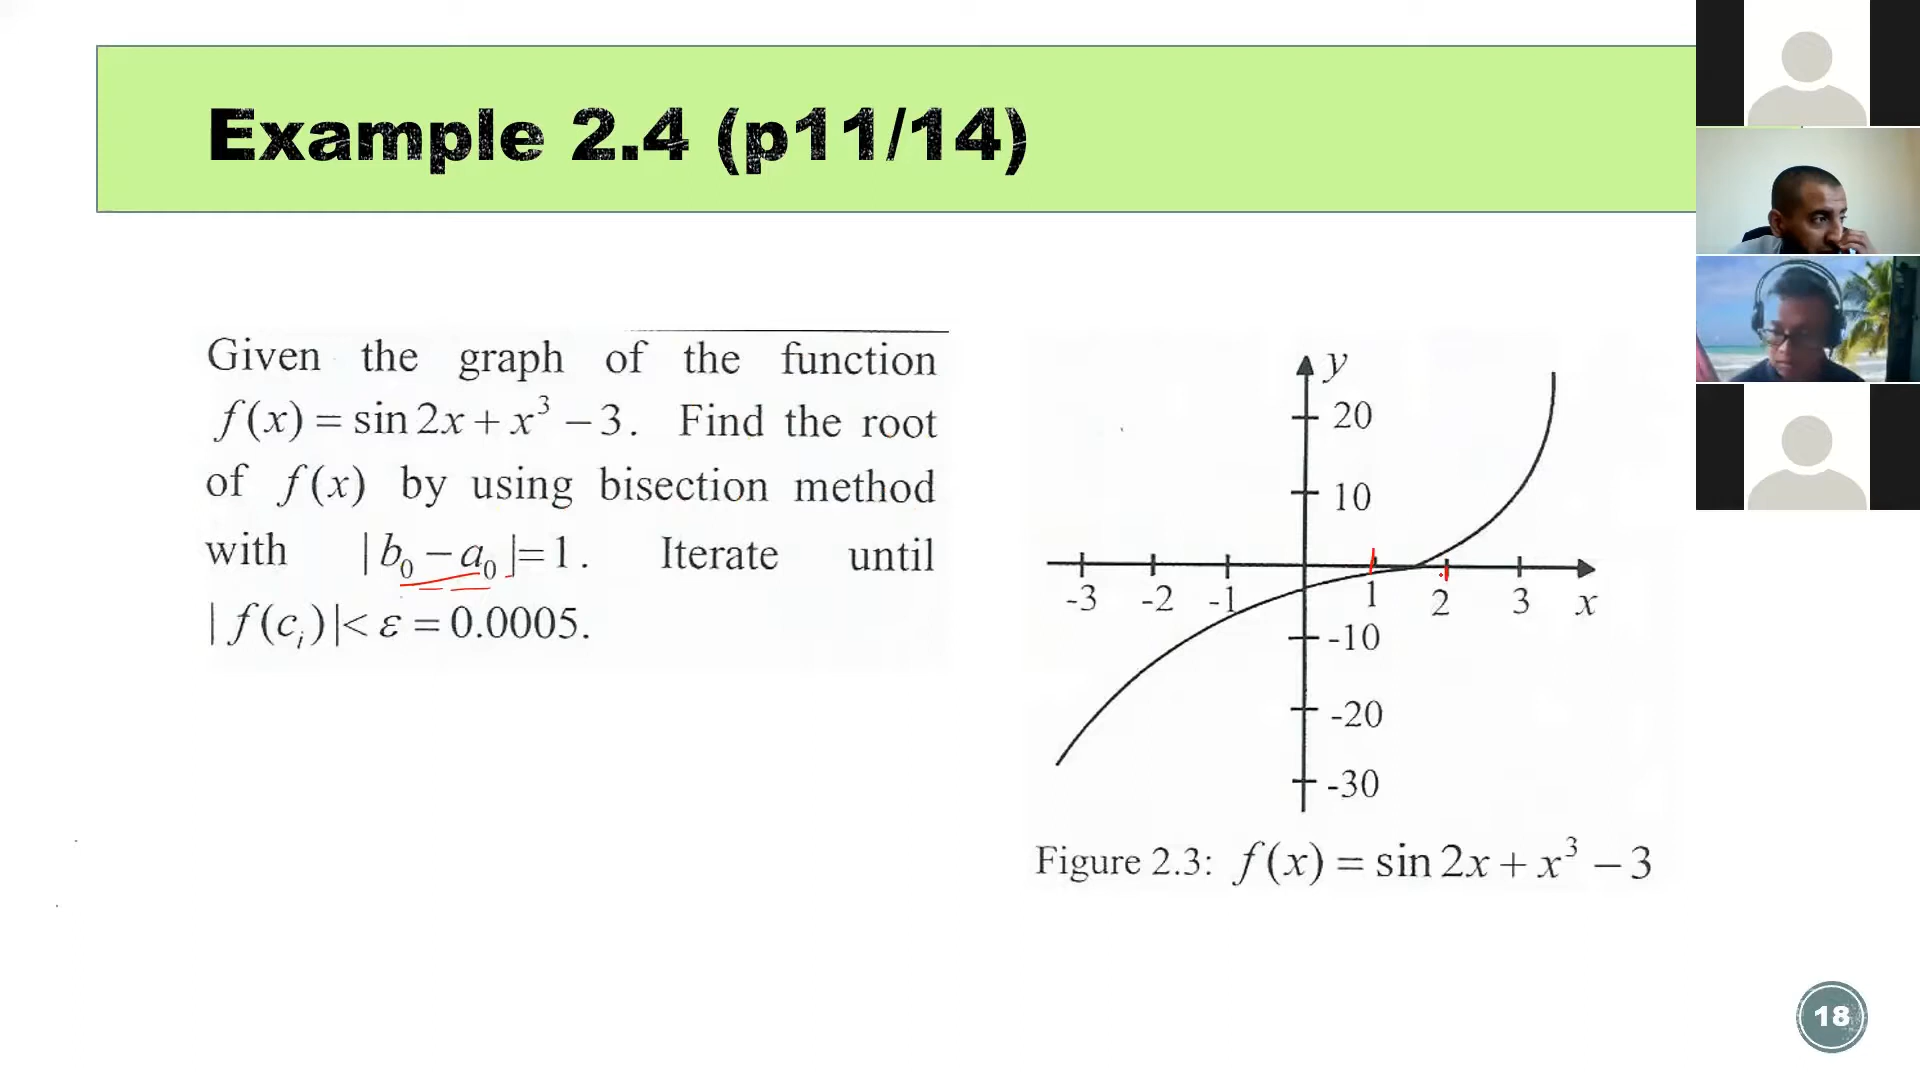 Example 2.4 (p11/14)
Given the graph of the function
f(x) = sin 2x + x³ − 3. Find the root
of f(x) by using bisection method
with |b₀ − a₀| = 1. Iterate until
|f(cᵢ)| < ε = 0.0005.
y
20
10
-3 -2 -1 1 2 3 x
-10
-20
-30
Figure 2.3: f(x) = sin 2x + x³ − 3
18